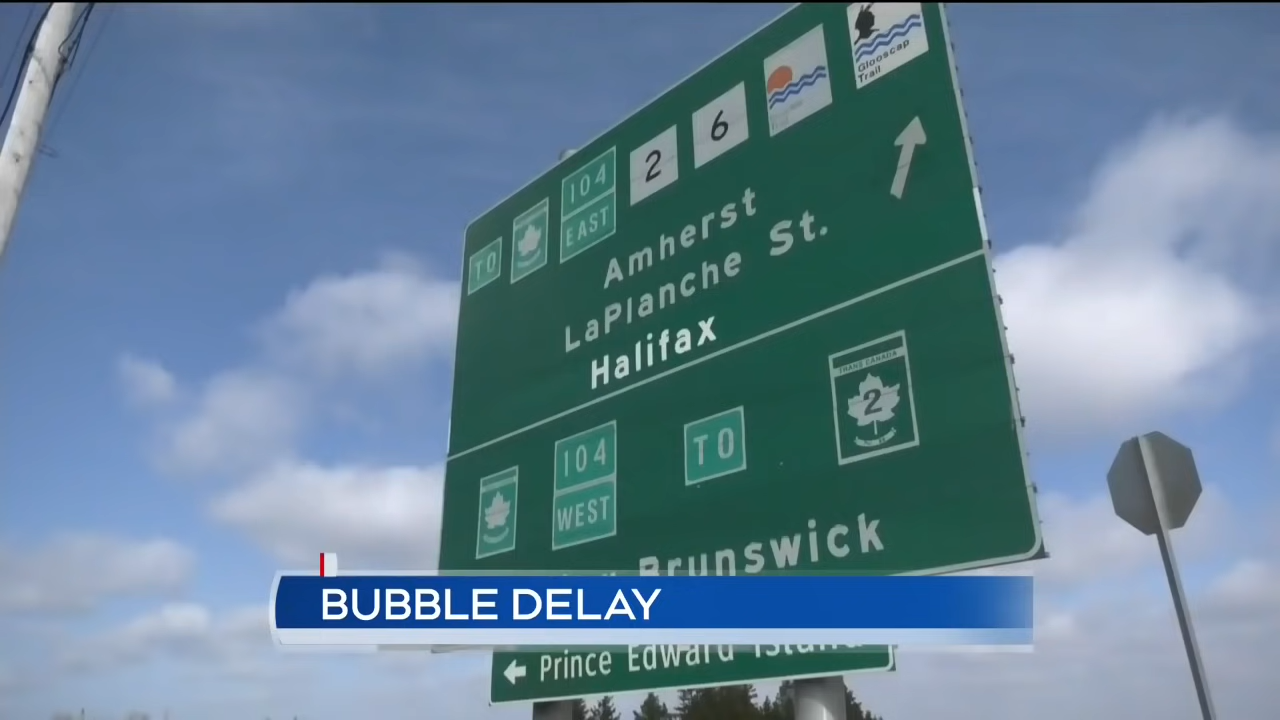 Glooscap
Trail
TO
104
EAST
2
6
Amherst
LaPlanche St.
Halifax
104
WEST
TO
TRANS CANADA
2
Brunswick
BUBBLE DELAY
Prince Edward Island